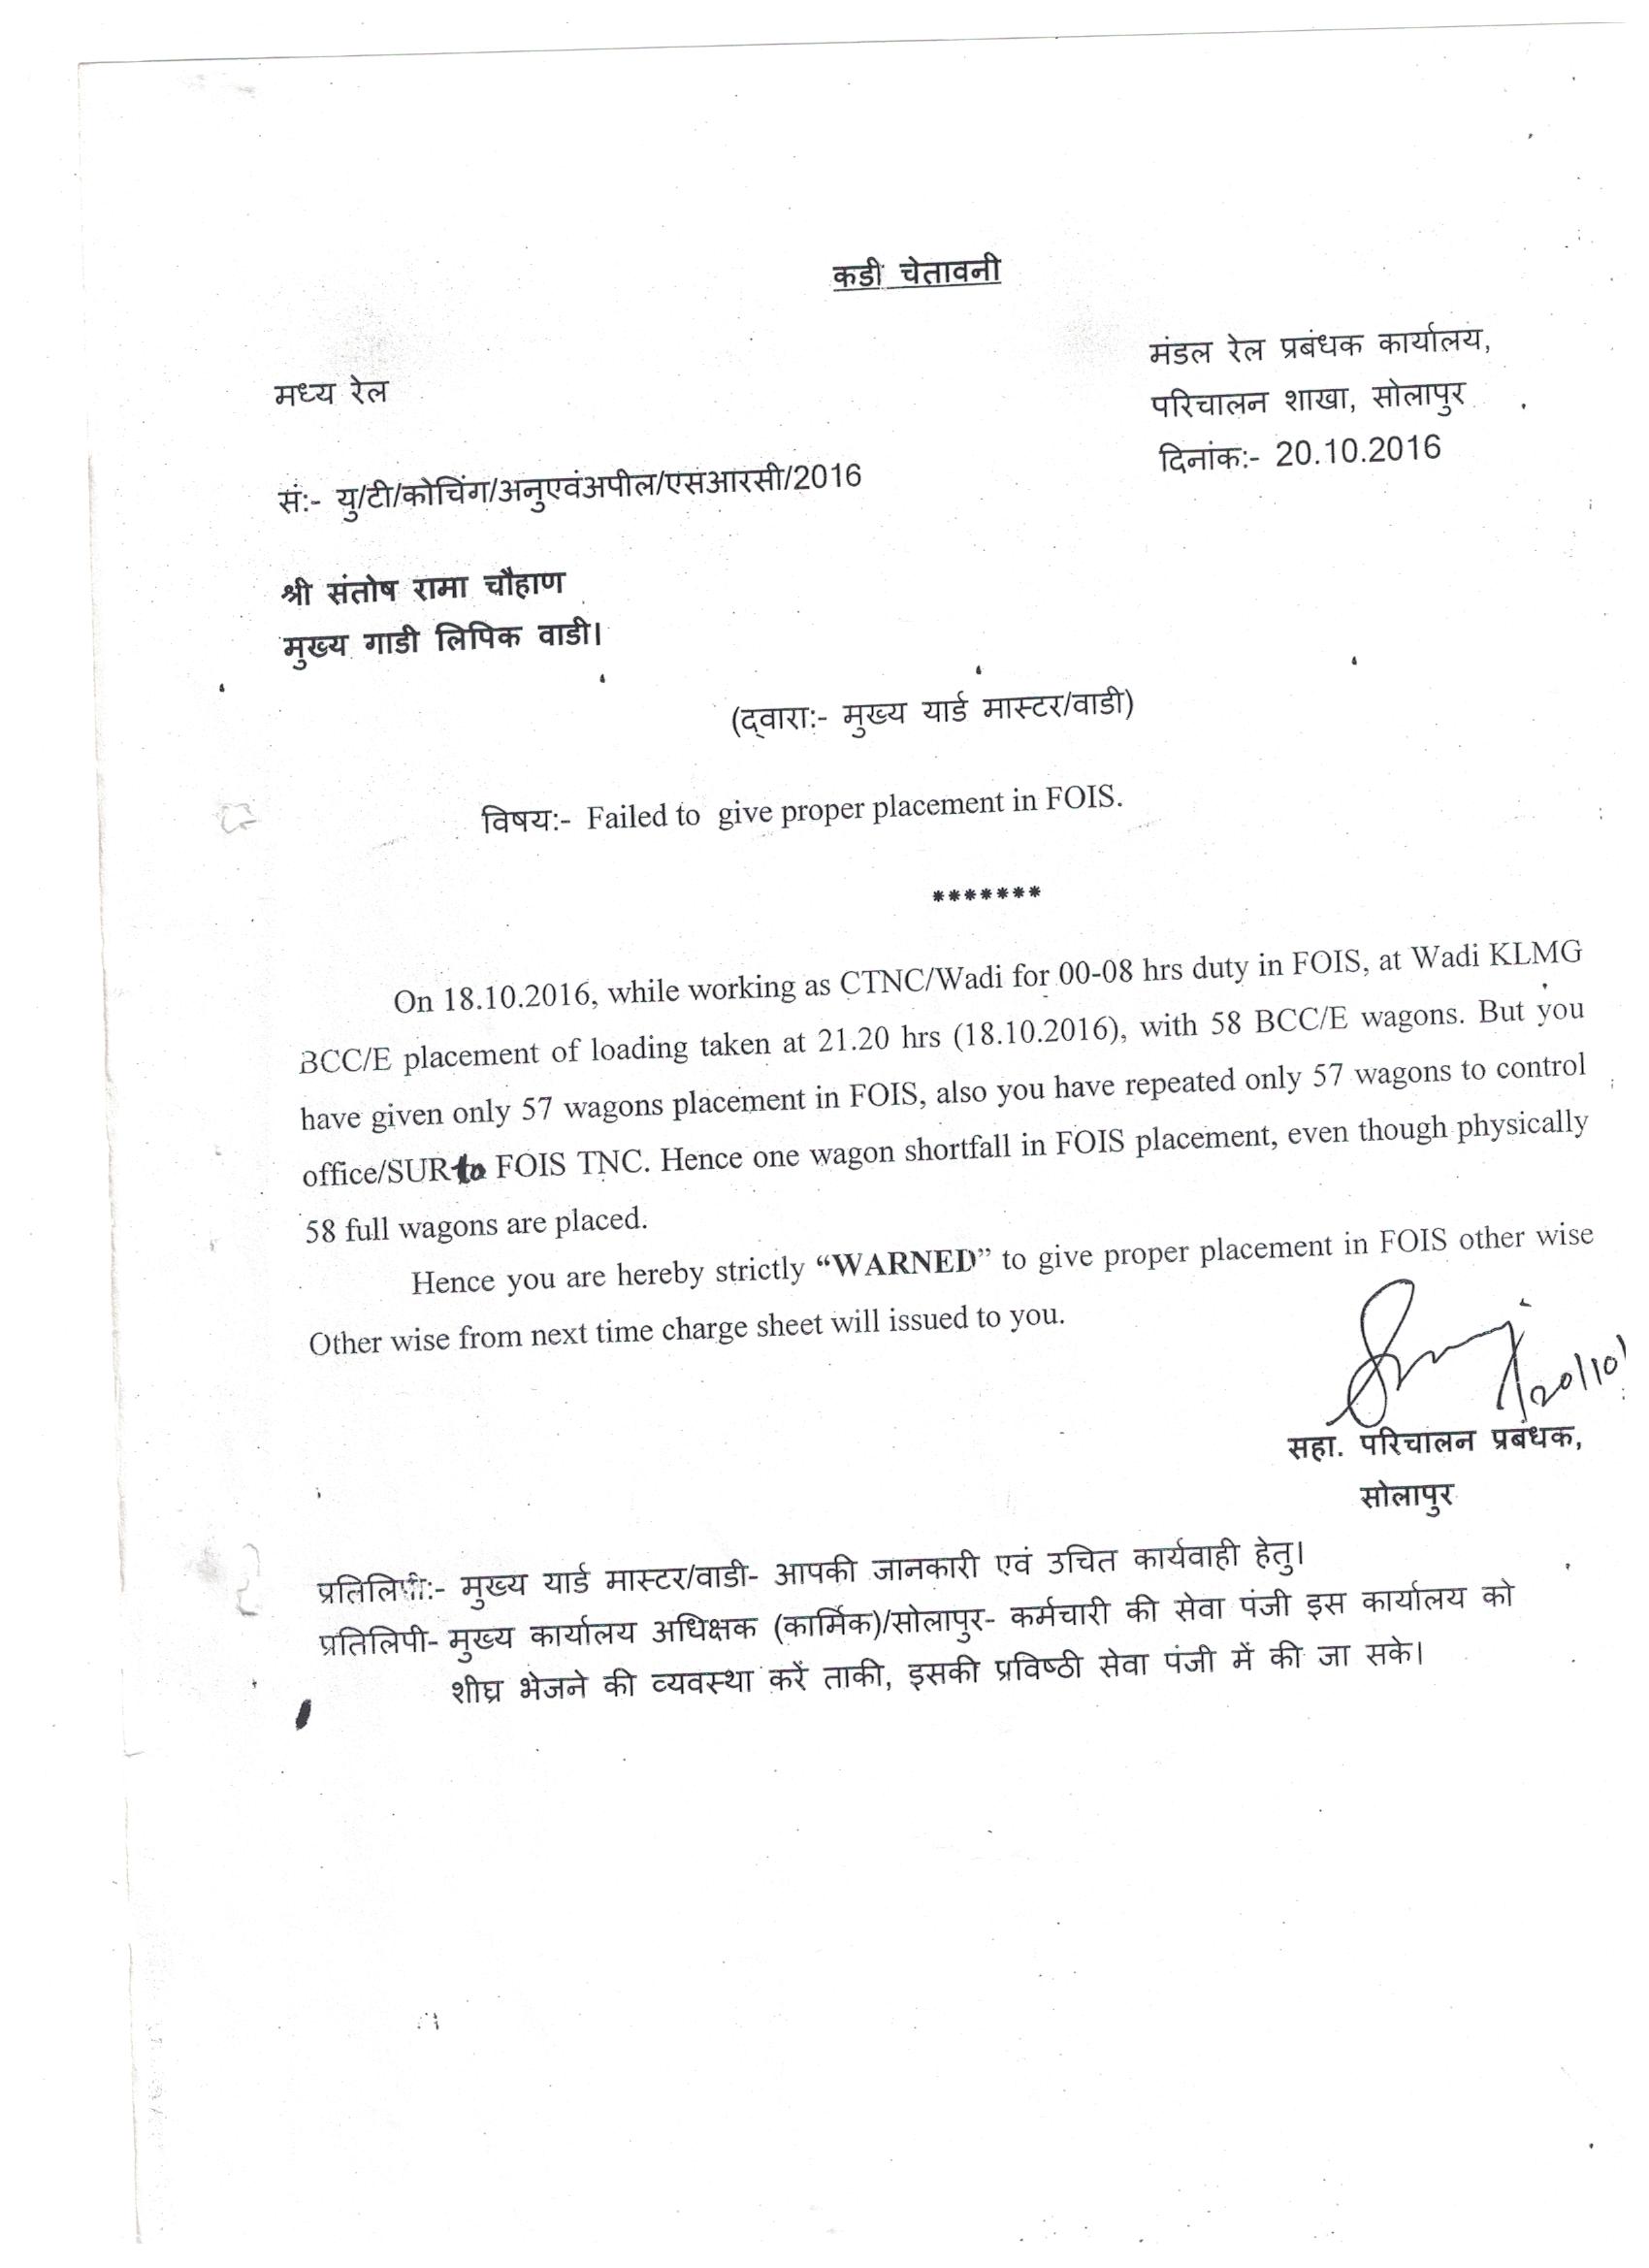 कडी चेतावनी
मंडल रेल प्रबंधक कार्यालय,
मध्य रेल
परिचालन शाखा, सोलापुर
दिनांक:- 20.10.2016
सं:- यु/टी/कोचिंग/अनुएवंअपील/एसआरसी/2016
श्री संतोष रामा चौहाण
मुख्य गाडी लिपिक वाडी।
(द्वारा:- मुख्य यार्ड मास्टर/वाडी)
विषय:- Failed to give proper placement in FOIS.
*******
On 18.10.2016, while working as CTNC/Wadi for 00-08 hrs duty in FOIS, at Wadi KLMG
BCC/E placement of loading taken at 21.20 hrs (18.10.2016), with 58 BCC/E wagons. But you
have given only 57 wagons placement in FOIS, also you have repeated only 57 wagons to control
office/SUR to FOIS TNC. Hence one wagon shortfall in FOIS placement, even though physically
58 full wagons are placed.
Hence you are hereby strictly “WARNED” to give proper placement in FOIS other wise
Other wise from next time charge sheet will issued to you.
20/10/
सहा. परिचालन प्रबंधक,
सोलापुर
प्रतिलिपी:- मुख्य यार्ड मास्टर/वाडी- आपकी जानकारी एवं उचित कार्यवाही हेतु।
प्रतिलिपी- मुख्य कार्यालय अधिक्षक (कार्मिक)/सोलापुर- कर्मचारी की सेवा पंजी इस कार्यालय को
शीघ्र भेजने की व्यवस्था करें ताकी, इसकी प्रविष्ठी सेवा पंजी में की जा सके।